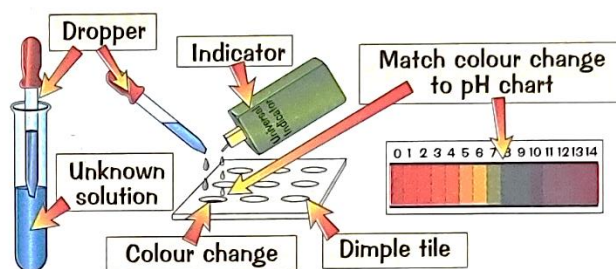 Dropper
Indicator
Match colour change
to pH chart
Universal
Indicator
0 1 2 3 4 5 6 7 8 9 10 11 12 13 14
Unknown
solution
Colour change
Dimple tile